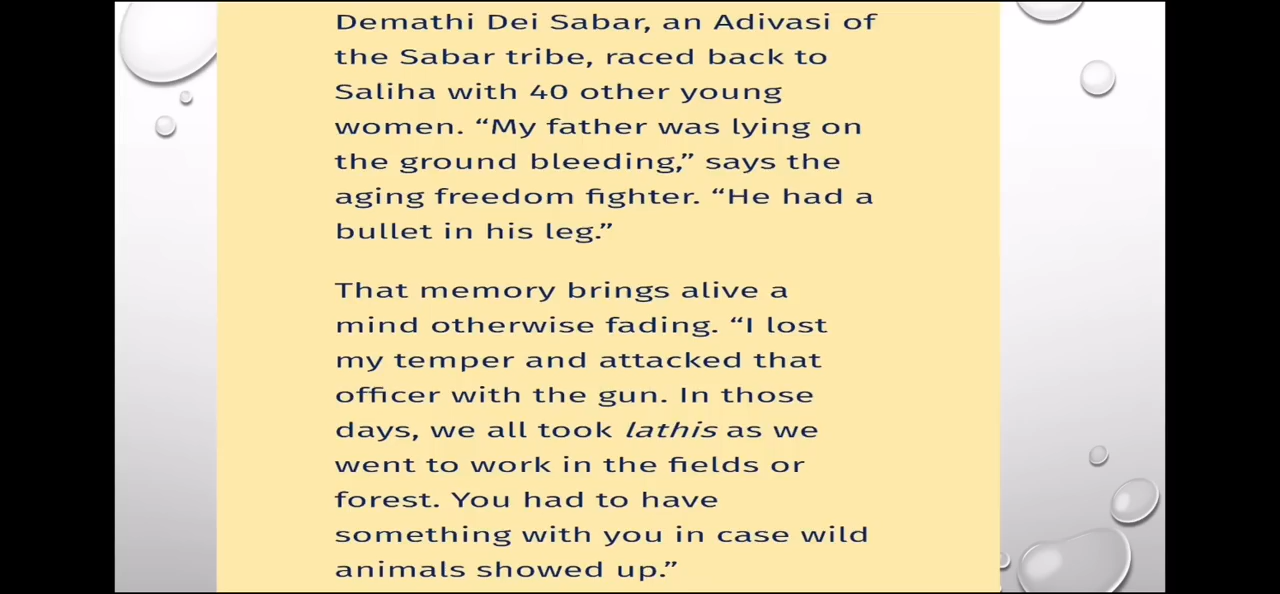 Demathi Dei Sabar, an Adivasi of
the Sabar tribe, raced back to
Saliha with 40 other young
women. “My father was lying on
the ground bleeding,” says the
aging freedom fighter. “He had a
bullet in his leg.”
That memory brings alive a
mind otherwise fading. “I lost
my temper and attacked that
officer with the gun. In those
days, we all took lathis as we
went to work in the fields or
forest. You had to have
something with you in case wild
animals showed up.”